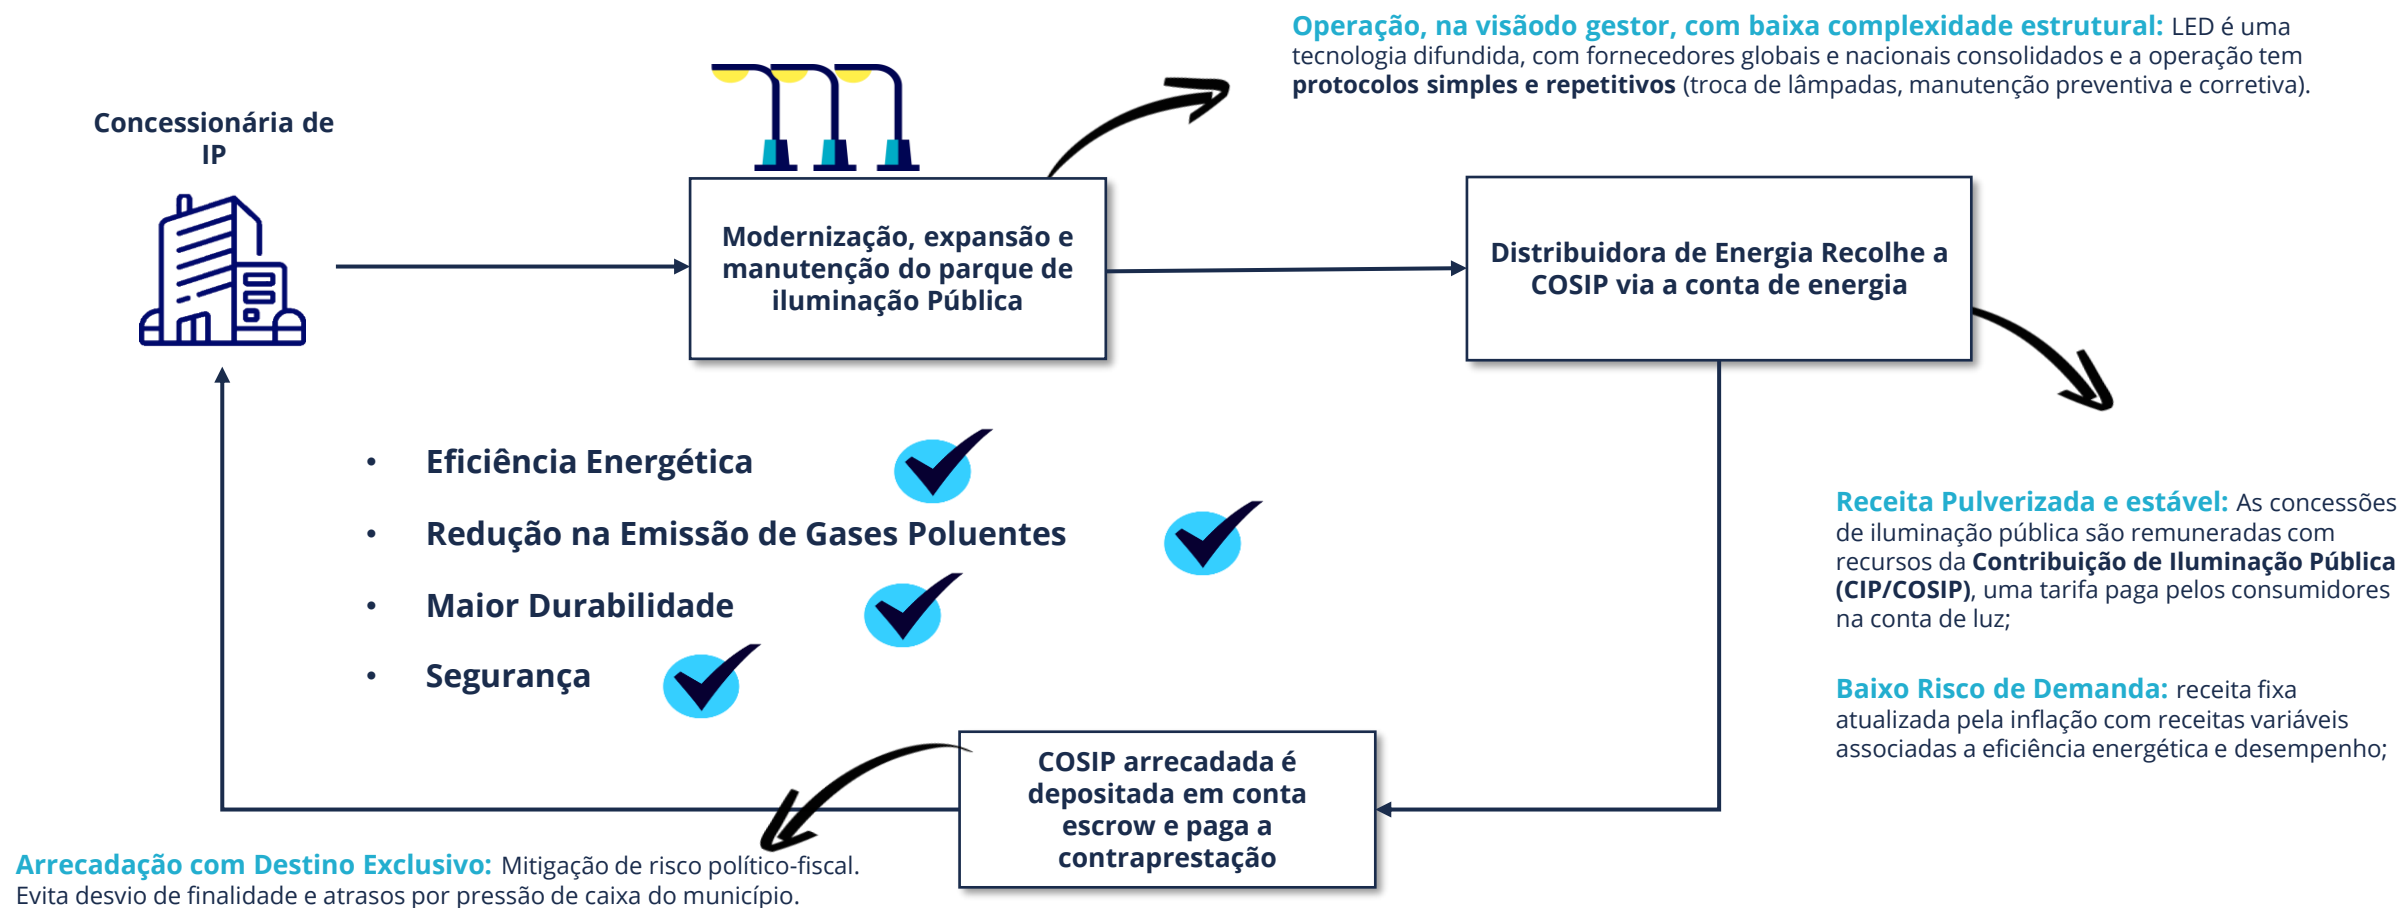 Operação, na visãodo gestor, com baixa complexidade estrutural: LED é uma
tecnologia difundida, com fornecedores globais e nacionais consolidados e a operação tem
protocolos simples e repetitivos (troca de lâmpadas, manutenção preventiva e corretiva).
Concessionária de
IP
Modernização, expansão e
manutenção do parque de
iluminação Pública
Distribuidora de Energia Recolhe a
COSIP via a conta de energia
• Eficiência Energética
• Redução na Emissão de Gases Poluentes
• Maior Durabilidade
• Segurança
Receita Pulverizada e estável: As concessões
de iluminação pública são remuneradas com
recursos da Contribuição de Iluminação Pública
(CIP/COSIP), uma tarifa paga pelos consumidores
na conta de luz;
Baixo Risco de Demanda: receita fixa
atualizada pela inflação com receitas variáveis
associadas a eficiência energética e desempenho;
COSIP arrecadada é
depositada em conta
escrow e paga a
contraprestação
Arrecadação com Destino Exclusivo: Mitigação de risco político-fiscal.
Evita desvio de finalidade e atrasos por pressão de caixa do município.